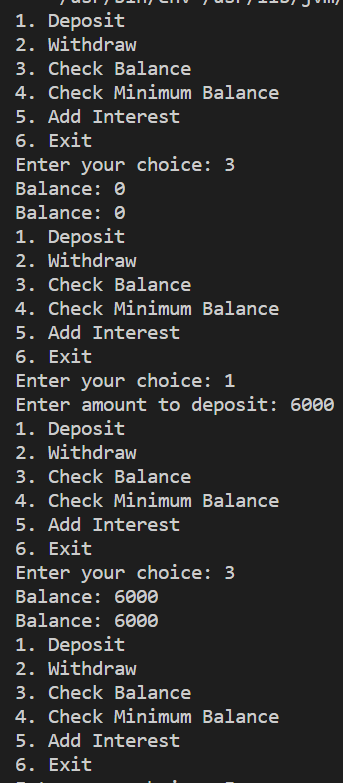 1. Deposit
2. Withdraw
3. Check Balance
4. Check Minimum Balance
5. Add Interest
6. Exit
Enter your choice: 3
Balance: 0
Balance: 0
1. Deposit
2. Withdraw
3. Check Balance
4. Check Minimum Balance
5. Add Interest
6. Exit
Enter your choice: 1
Enter amount to deposit: 6000
1. Deposit
2. Withdraw
3. Check Balance
4. Check Minimum Balance
5. Add Interest
6. Exit
Enter your choice: 3
Balance: 6000
Balance: 6000
1. Deposit
2. Withdraw
3. Check Balance
4. Check Minimum Balance
5. Add Interest
6. Exit